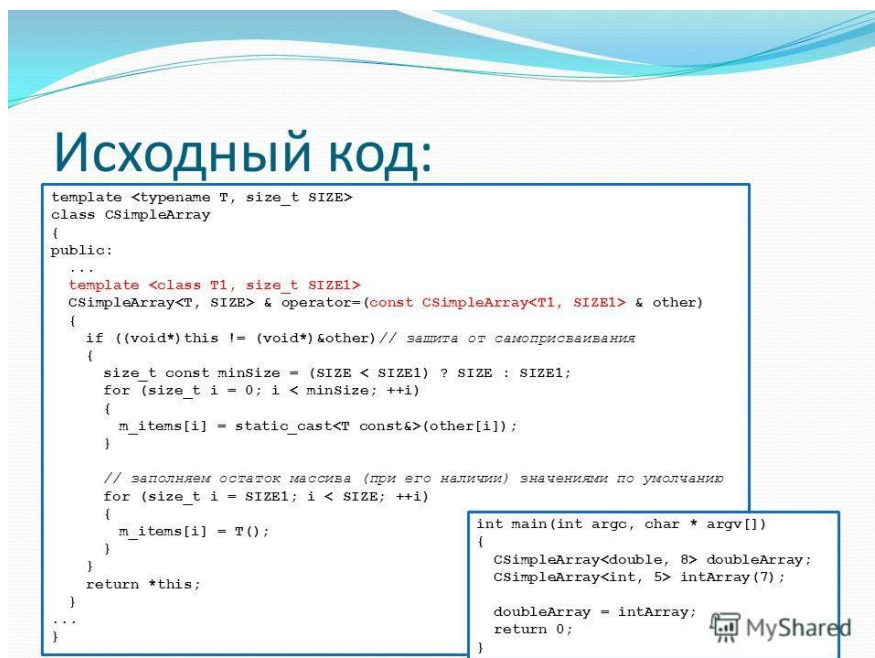 Исходный код:
template <typename T, size_t SIZE>
class CSimpleArray
{
public:
...
template <class T1, size_t SIZE1>
CSimpleArray<T, SIZE> & operator=(const CSimpleArray<T1, SIZE1> & other)
{
if ((void*)this != (void*)&other)// защита от самоприсваивания
{
size_t const minSize = (SIZE < SIZE1) ? SIZE : SIZE1;
for (size_t i = 0; i < minSize; ++i)
{
m_items[i] = static_cast<T const&>(other[i]);
}
// заполняем остаток массива (при его наличии) значениями по умолчанию
for (size_t i = SIZE1; i < SIZE; ++i)
{
m_items[i] = T();
}
}
return *this;
}
...
}
int main(int argc, char * argv[])
{
CSimpleArray<double, 8> doubleArray;
CSimpleArray<int, 5> intArray(7);
doubleArray = intArray;
return 0;
}
MyShared